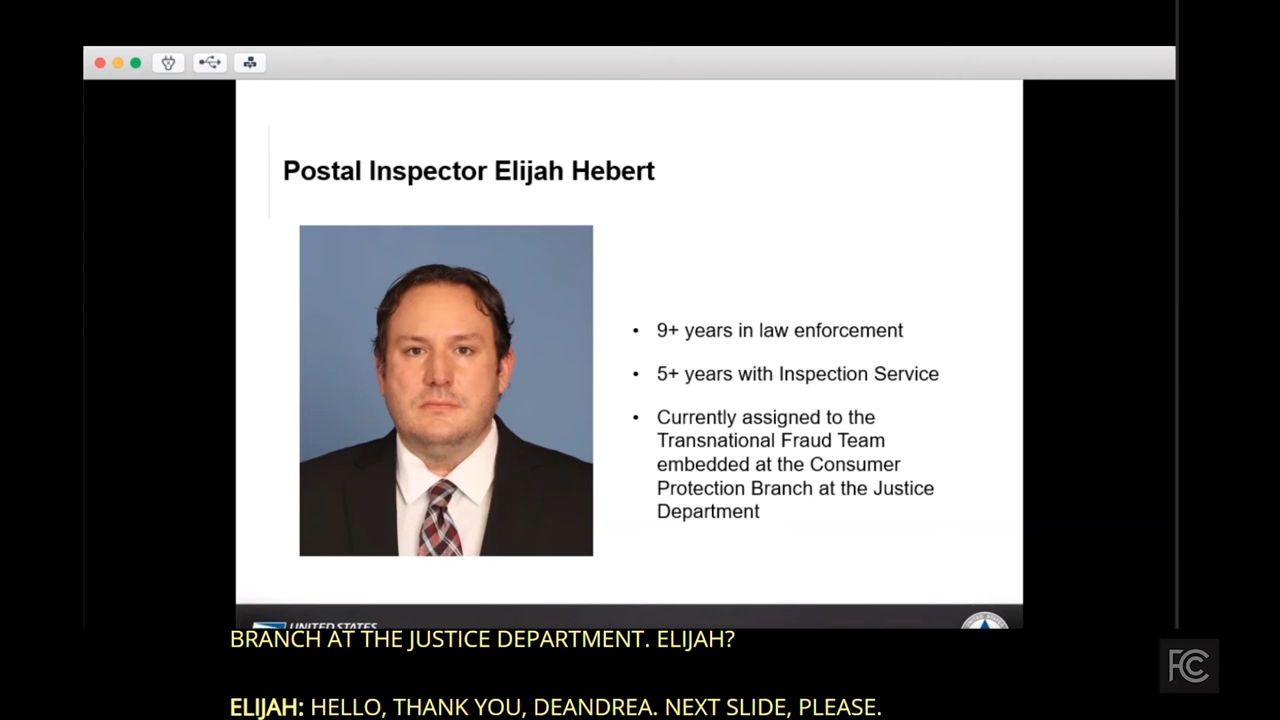 Postal Inspector Elijah Hebert
• 9+ years in law enforcement
• 5+ years with Inspection Service
• Currently assigned to the
Transnational Fraud Team
embedded at the Consumer
Protection Branch at the Justice
Department
UNITED STATES
BRANCH AT THE JUSTICE DEPARTMENT. ELIJAH?
ELIJAH: HELLO, THANK YOU, DEANDREA. NEXT SLIDE, PLEASE.
FCC